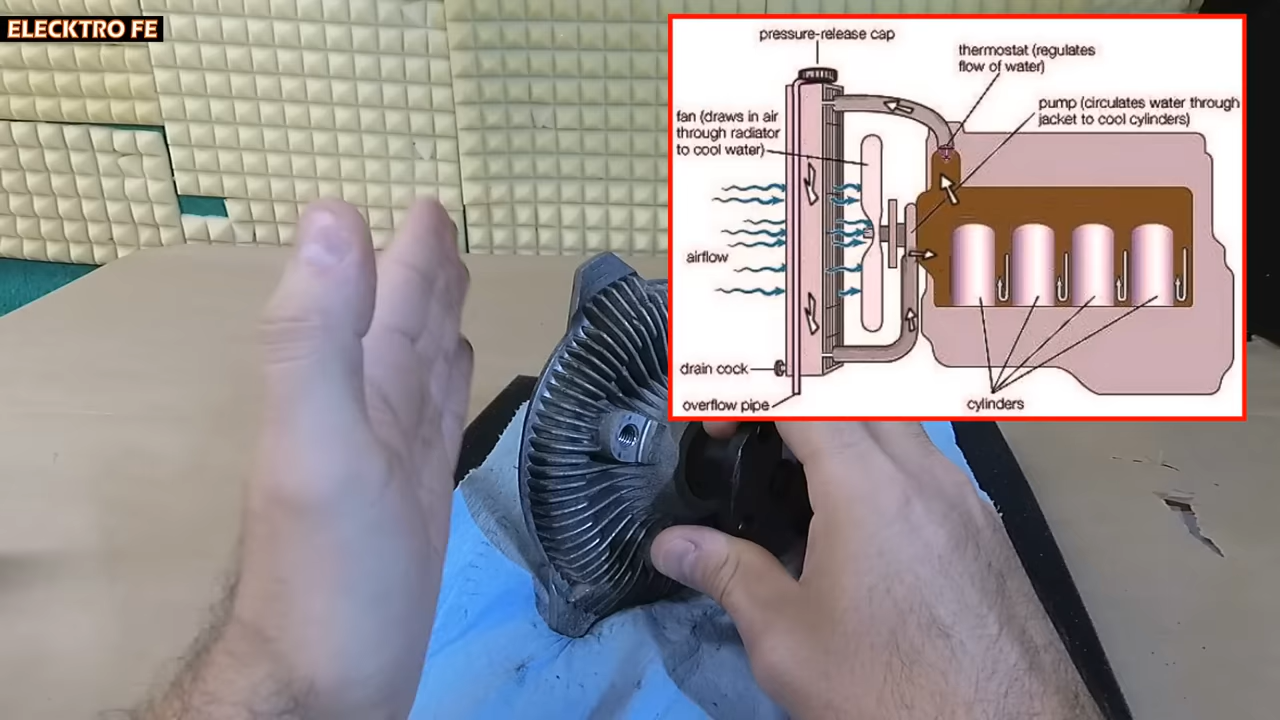 ELECKTRO FE
pressure-release cap
thermostat (regulates
flow of water)
pump (circulates water through
jacket to cool cylinders)
fan (draws in air
through radiator
to cool water)
airflow
drain cock
overflow pipe
cylinders